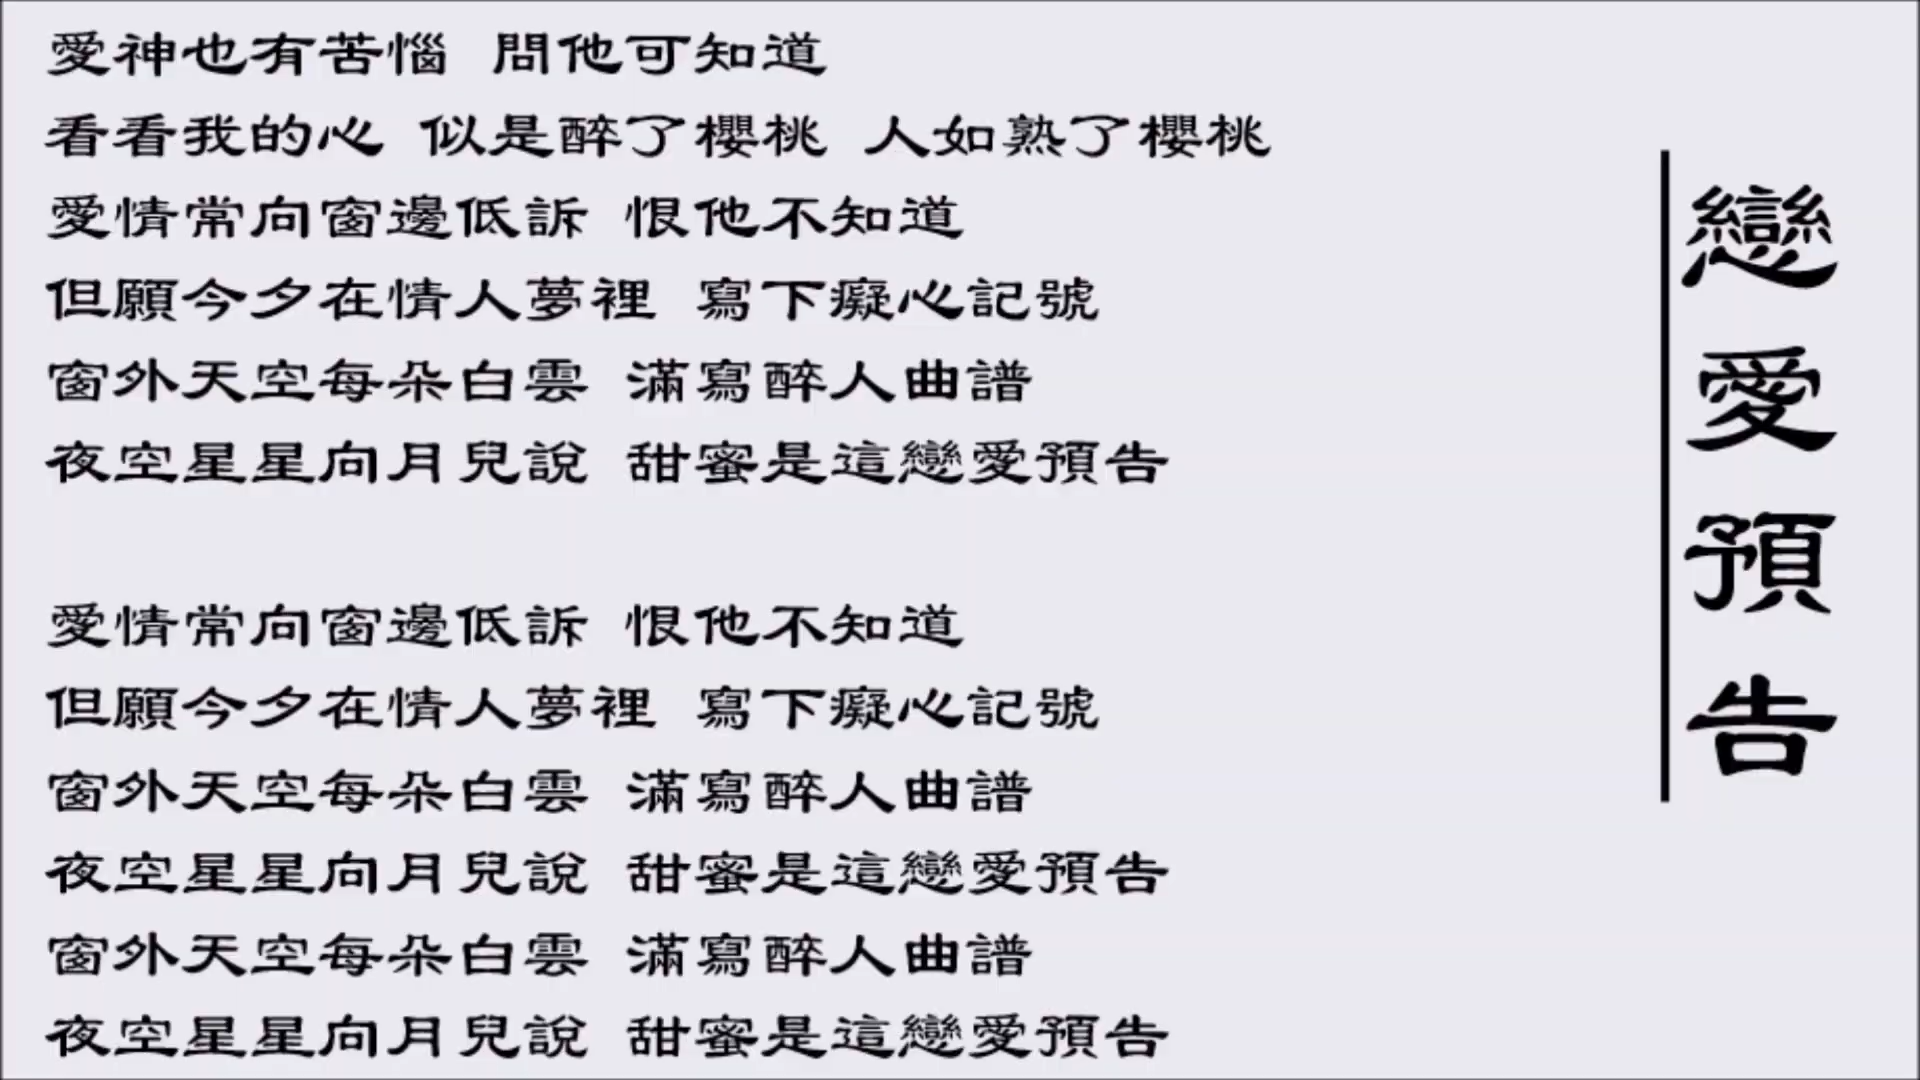 愛神也有苦惱 問他可知道
看看我的心 似是醉了櫻桃 人如熟了櫻桃
愛情常向窗邊低訴 恨他不知道
但願今夕在情人夢裡 寫下癡心記號
窗外天空每朵白雲 滿寫醉人曲譜
夜空星星向月兒說 甜蜜是這戀愛預告
愛情常向窗邊低訴 恨他不知道
但願今夕在情人夢裡 寫下癡心記號
窗外天空每朵白雲 滿寫醉人曲譜
夜空星星向月兒說 甜蜜是這戀愛預告
窗外天空每朵白雲 滿寫醉人曲譜
夜空星星向月兒說 甜蜜是這戀愛預告
戀愛預告